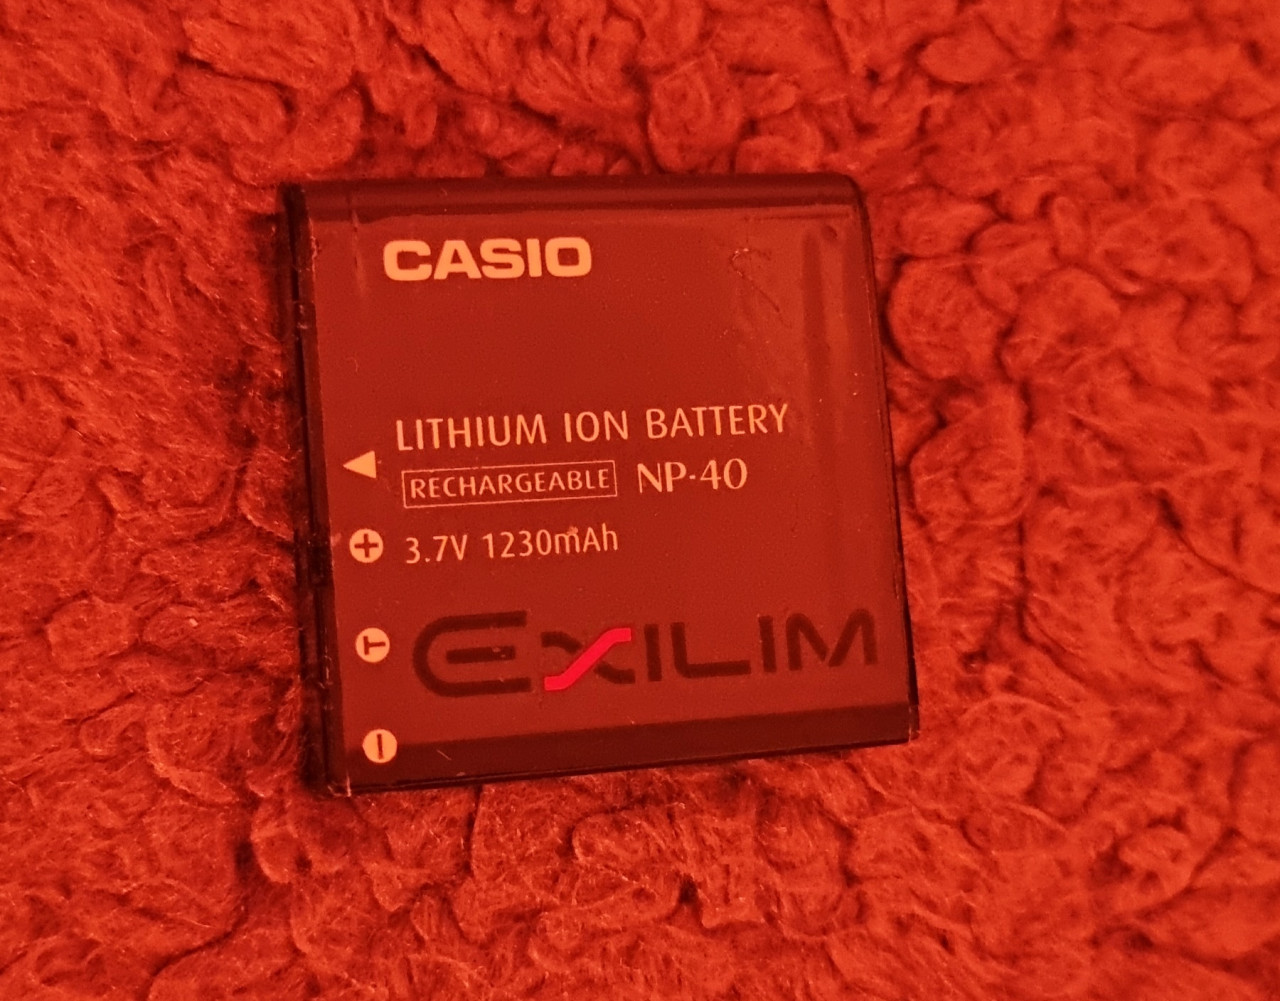 CASIO
LITHIUM ION BATTERY
RECHARGEABLE NP-40
+ 3.7V 1230mAh
T
EXILIM
-